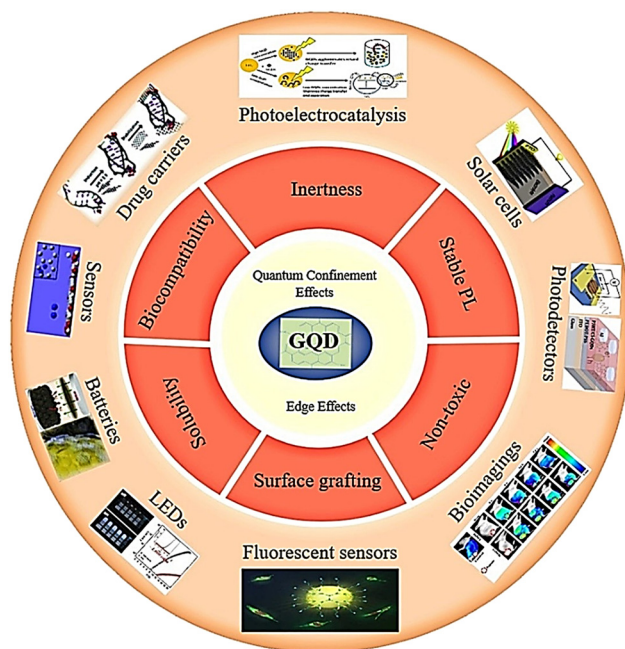 Photoelectrocatalysis
Solar cells
Photodetectors
Bioimagings
Fluorescent sensors
LEDs
Batteries
Sensors
Drug carriers
Inertness
Stable PL
Non-toxic
Surface grafting
Solubility
Biocompatibility
Quantum Confinement
Effects
GQD
Edge Effects